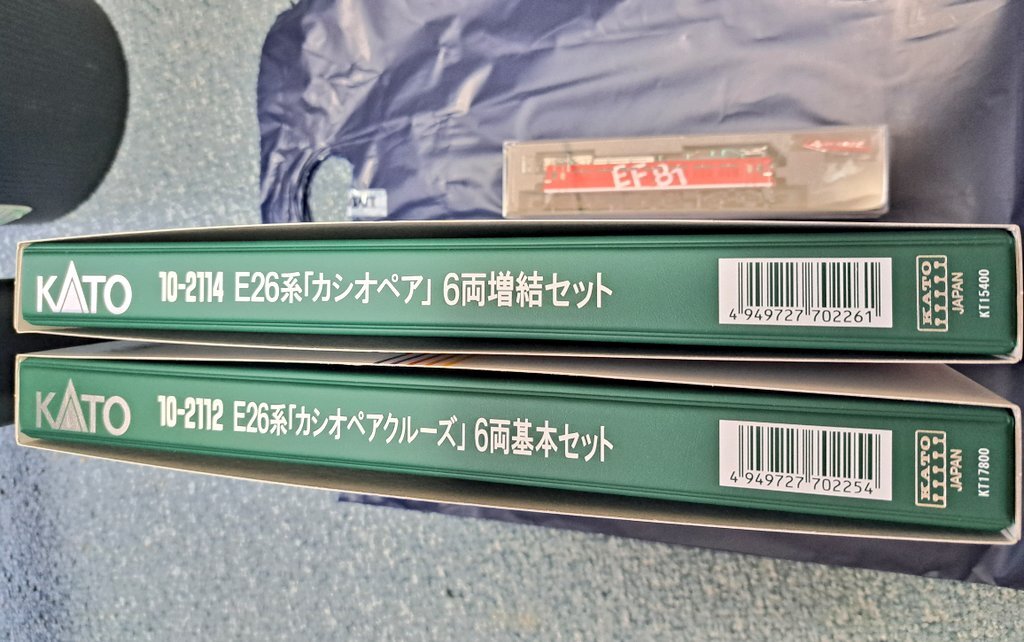 EF81
KATO 10-2114 E26系「カシオペア」 6両増結セット
4 949727 702261
KATO
JAPAN
KT15400
KATO 10-2112 E26系「カシオペアクルーズ」 6両基本セット
4 949727 702254
KATO
JAPAN
KT17800